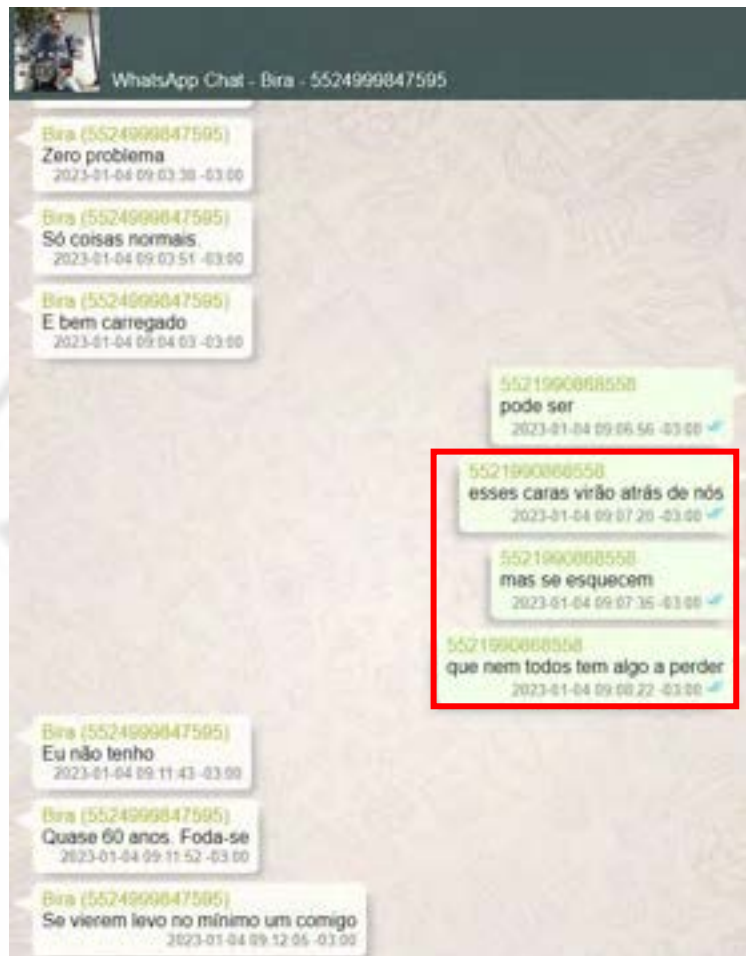 WhatsApp Chat - Bira - 5524999847595
Bira (5524999847595)
Zero problema
2023-01-04 09:03:38 -03:00
Bira (5524999847595)
Só coisas normais.
2023-01-04 09:03:51 -03:00
Bira (5524999847595)
E bem carregado
2023-01-04 09:04:03 -03:00
5521990868558
pode ser
2023-01-04 09:06:56 -03:00
5521990868558
esses caras virão atrás de nós
2023-01-04 09:07:20 -03:00
5521990868558
mas se esquecem
2023-01-04 09:07:36 -03:00
5521990868558
que nem todos tem algo a perder
2023-01-04 09:08:22 -03:00
Bira (5524999847595)
Eu não tenho
2023-01-04 09:11:43 -03:00
Bira (5524999847595)
Quase 60 anos. Foda-se
2023-01-04 09:11:52 -03:00
Bira (5524999847595)
Se vierem levo no mínimo um comigo
2023-01-04 09:12:05 -03:00